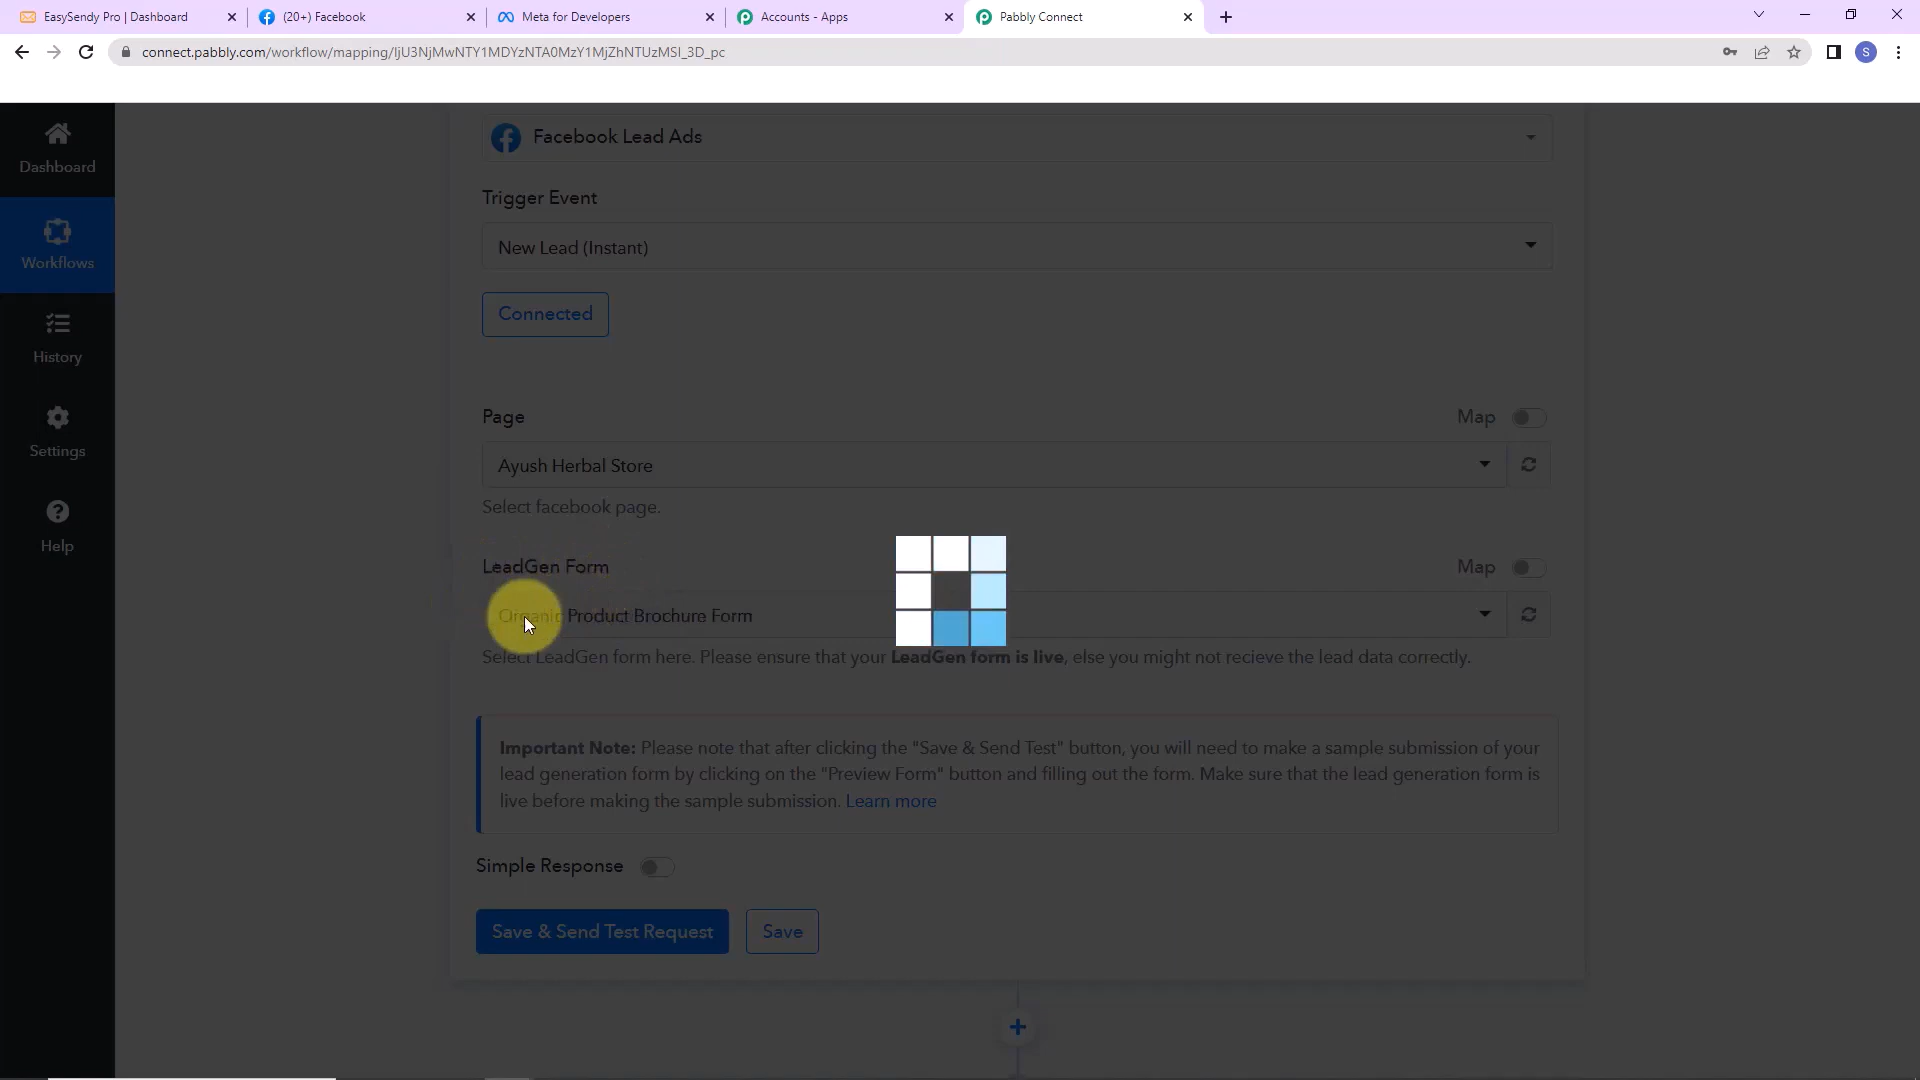 EasySendy Pro | Dashboard
(20+) Facebook
Meta for Developers
Accounts - Apps
Pabbly Connect
connect.pabbly.com/workflow/mapping/IjU3NjMwNTY1MDYzNTA0MzY1MjZhNTUzMSI_3D_pc
S
Dashboard
Workflows
History
Settings
Help
Facebook Lead Ads
Trigger Event
New Lead (Instant)
Connected
Page
Map
Ayush Herbal Store
Select facebook page.
LeadGen Form
Map
Organic Product Brochure Form
Select LeadGen form here. Please ensure that your LeadGen form is live, else you might not recieve the lead data correctly.
Important Note: Please note that after clicking the "Save & Send Test" button, you will need to make a sample submission of your
lead generation form by clicking on the "Preview Form" button and filling out the form. Make sure that the lead generation form is
live before making the sample submission. Learn more
Simple Response
Save & Send Test Request
Save